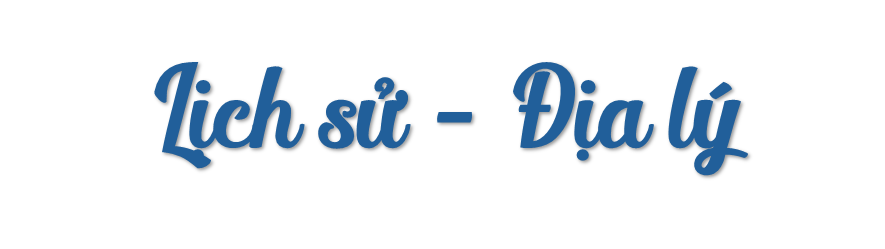 Lịch sử - Địa lý